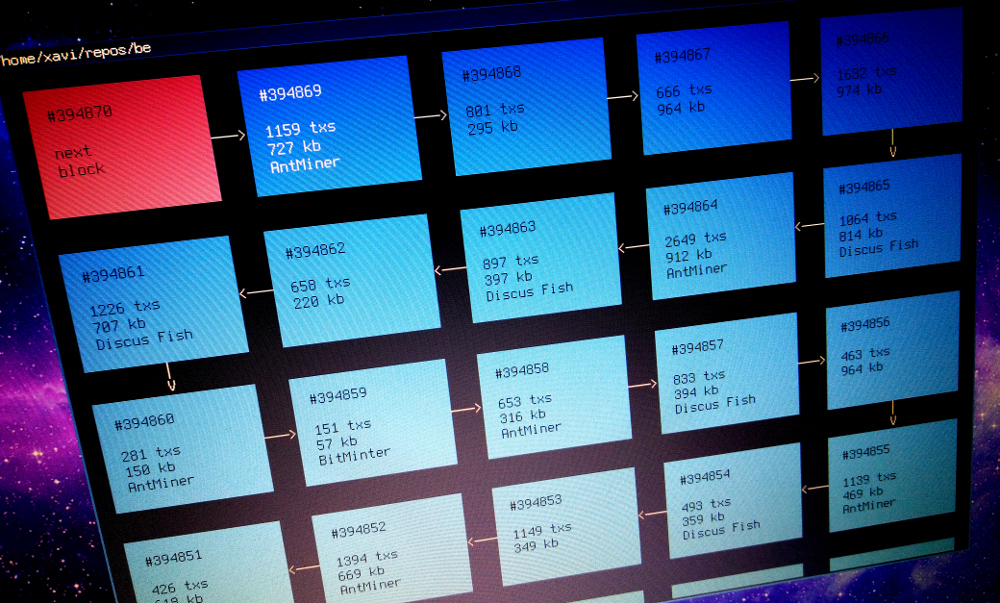 home/xavi/repos/be
#394870
next
block
#394869
1159 txs
727 kb
AntMiner
#394868
801 txs
295 kb
#394867
666 txs
964 kb
#394866
1632 txs
974 kb
#394861
1226 txs
707 kb
Discus Fish
#394862
658 txs
220 kb
#394863
897 txs
397 kb
Discus Fish
#394864
2649 txs
912 kb
AntMiner
#394865
1064 txs
814 kb
Discus Fish
#394860
281 txs
150 kb
AntMiner
#394859
151 txs
57 kb
BitMinter
#394858
653 txs
316 kb
AntMiner
#394857
833 txs
394 kb
Discus Fish
#394856
463 txs
964 kb
#394851
426 txs
618 kb
#394852
1394 txs
669 kb
AntMiner
#394853
1149 txs
349 kb
#394854
493 txs
359 kb
Discus Fish
#394855
1139 txs
469 kb
AntMiner